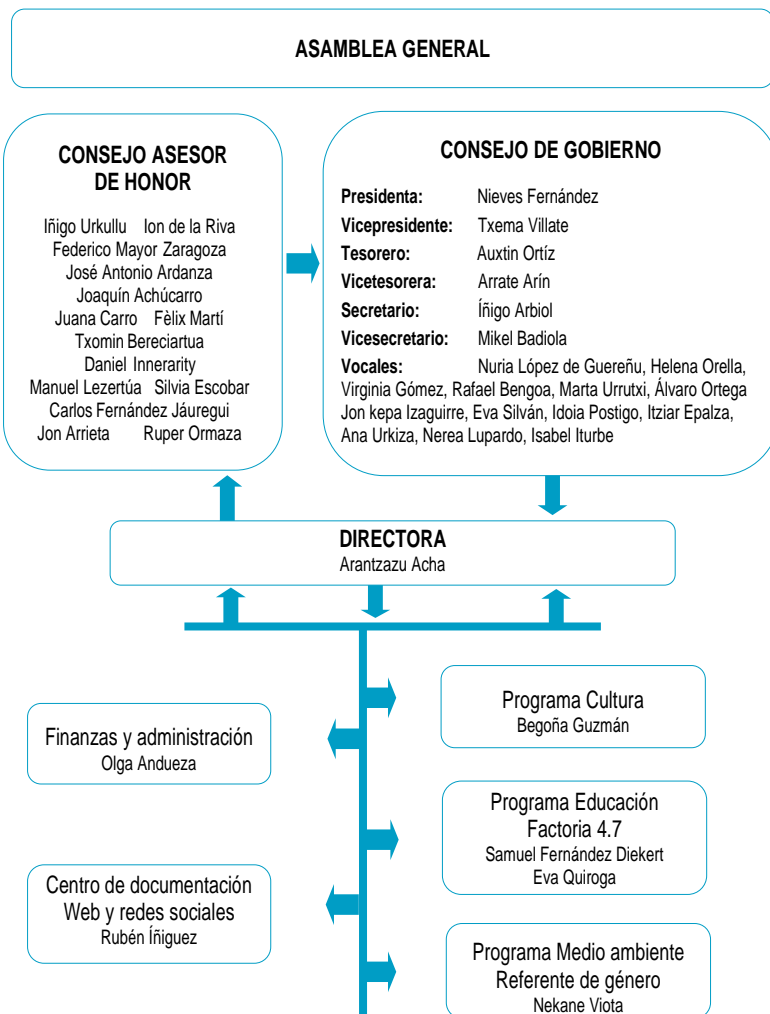 ASAMBLEA GENERAL
CONSEJO ASESOR
DE HONOR
Iñigo Urkullu Ion de la Riva
Federico Mayor Zaragoza
José Antonio Ardanza
Joaquín Achúcarro
Juana Carro Fèlix Martí
Txomin Bereciartua
Daniel Innerarity
Manuel Lezertúa Silvia Escobar
Carlos Fernández Jáuregui
Jon Arrieta Ruper Ormaza
CONSEJO DE GOBIERNO
Presidenta: Nieves Fernández
Vicepresidente: Txema Villate
Tesorero: Auxtin Ortíz
Vicetesorera: Arrate Arín
Secretario: Íñigo Arbiol
Vicesecretario: Mikel Badiola
Vocales: Nuria López de Guereñu, Helena Orella,
Virginia Gómez, Rafael Bengoa, Marta Urrutxi, Álvaro Ortega
Jon kepa Izaguirre, Eva Silván, Idoia Postigo, Itziar Epalza,
Ana Urkiza, Nerea Lupardo, Isabel Iturbe
DIRECTORA
Arantzazu Acha
Programa Cultura
Begoña Guzmán
Finanzas y administración
Olga Andueza
Programa Educación
Factoria 4.7
Samuel Fernández Diekert
Eva Quiroga
Centro de documentación
Web y redes sociales
Rubén Íñiguez
Programa Medio ambiente
Referente de género
Nekane Viota